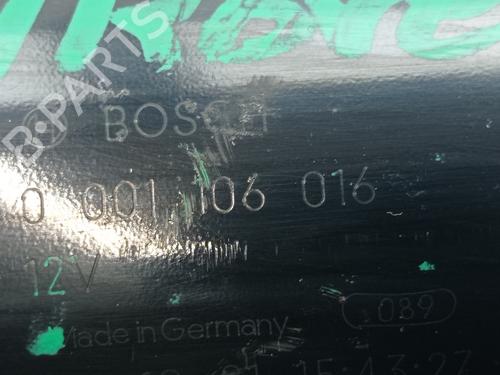 BOSCH
0 001 106 016
12V
089
Made in Germany
15:43:27
B-PARTS